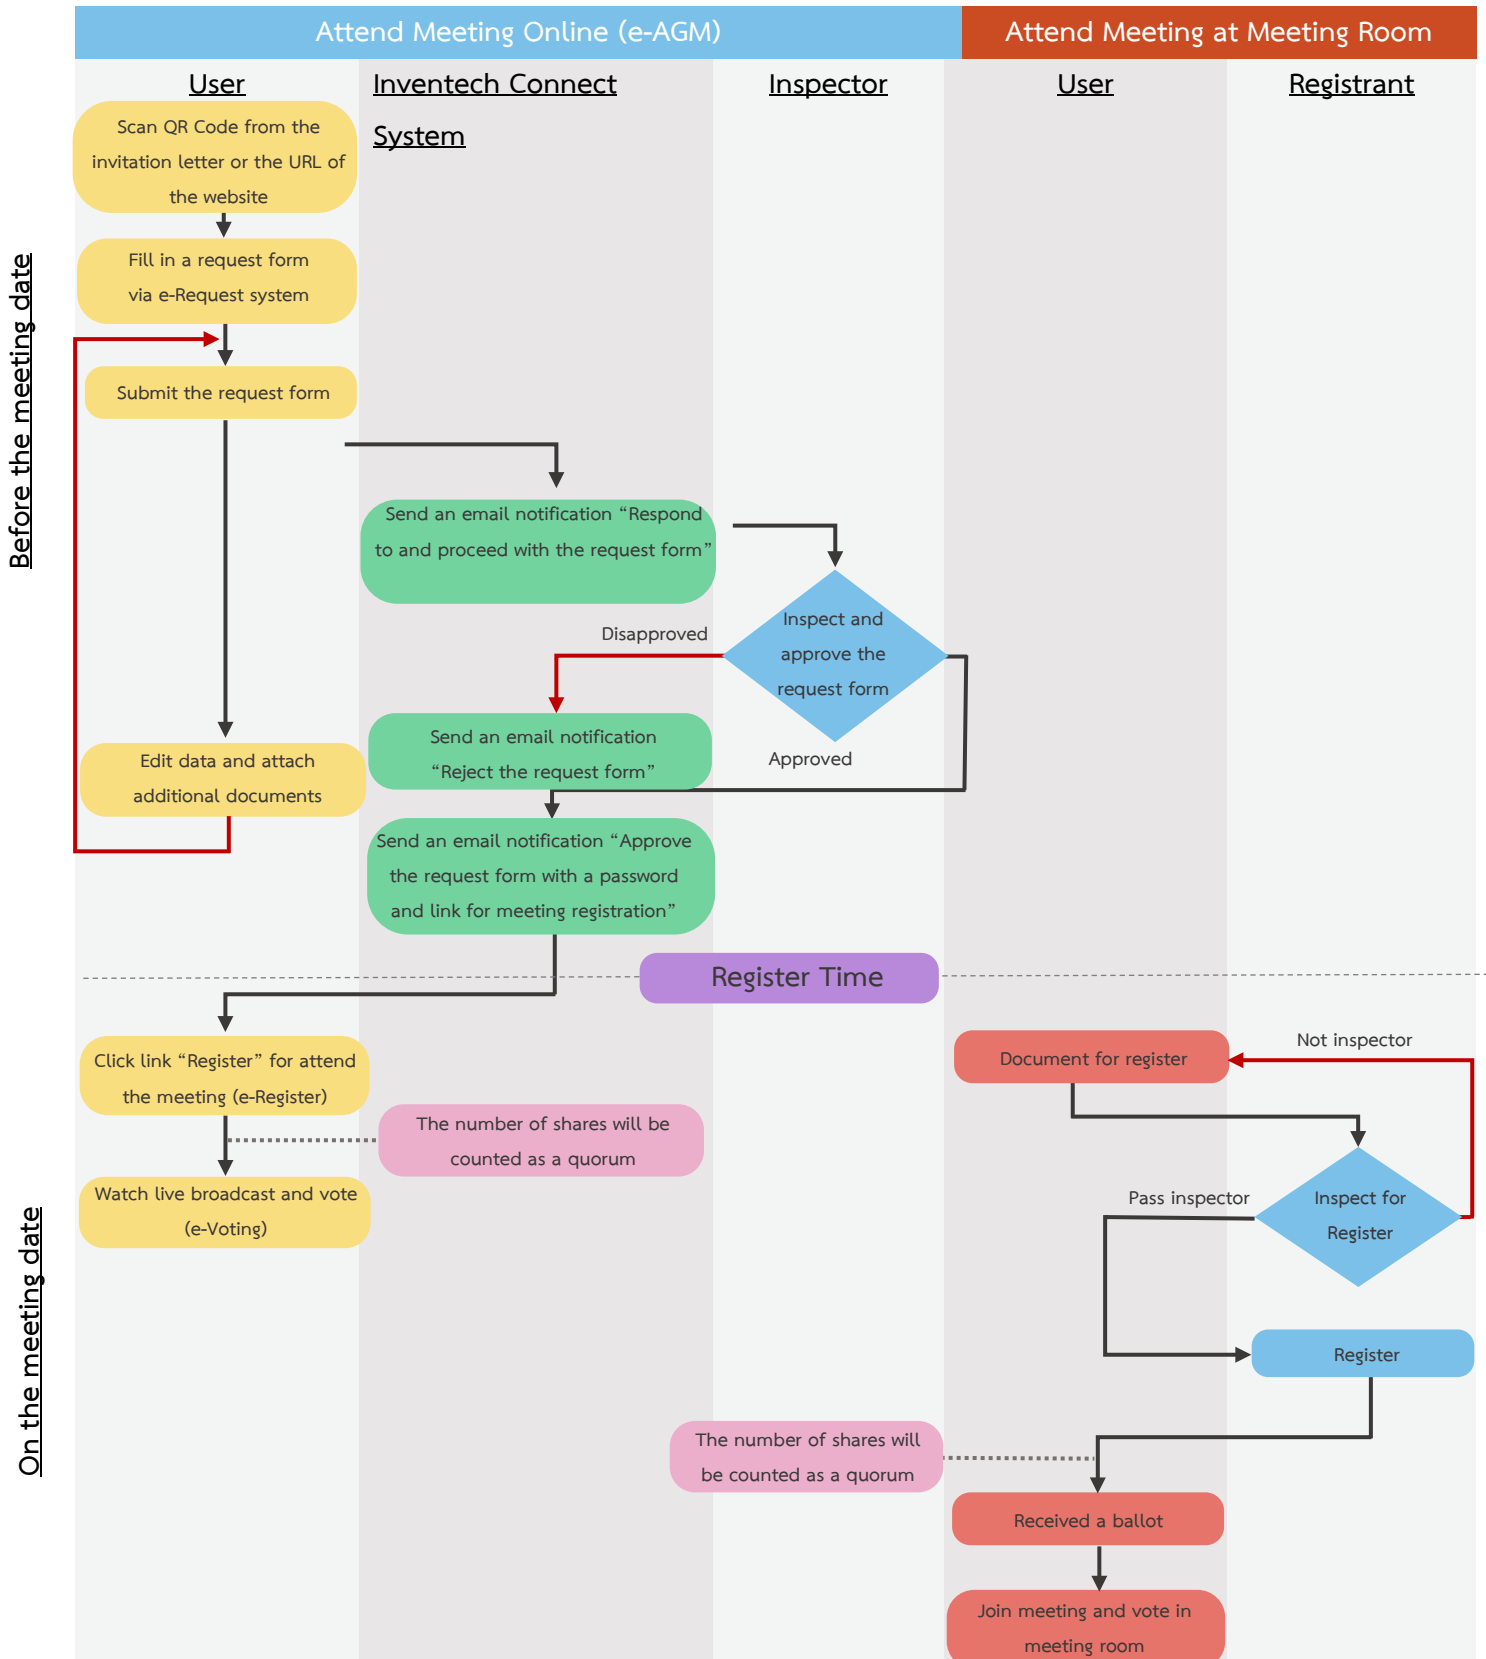 Attend Meeting Online (e-AGM)
Attend Meeting at Meeting Room
User
Inventech Connect
System
Inspector
User
Registrant
Before the meeting date
Scan QR Code from the
invitation letter or the URL of
the website
Fill in a request form
via e-Request system
Submit the request form
Send an email notification “Respond
to and proceed with the request form”
Inspect and
approve the
request form
Disapproved
Approved
Send an email notification
“Reject the request form”
Edit data and attach
additional documents
Send an email notification “Approve
the request form with a password
and link for meeting registration”
Register Time
On the meeting date
Click link “Register” for attend
the meeting (e-Register)
The number of shares will be
counted as a quorum
Watch live broadcast and vote
(e-Voting)
Document for register
Not inspector
Pass inspector
Inspect for
Register
Register
The number of shares will
be counted as a quorum
Received a ballot
Join meeting and vote in
meeting room